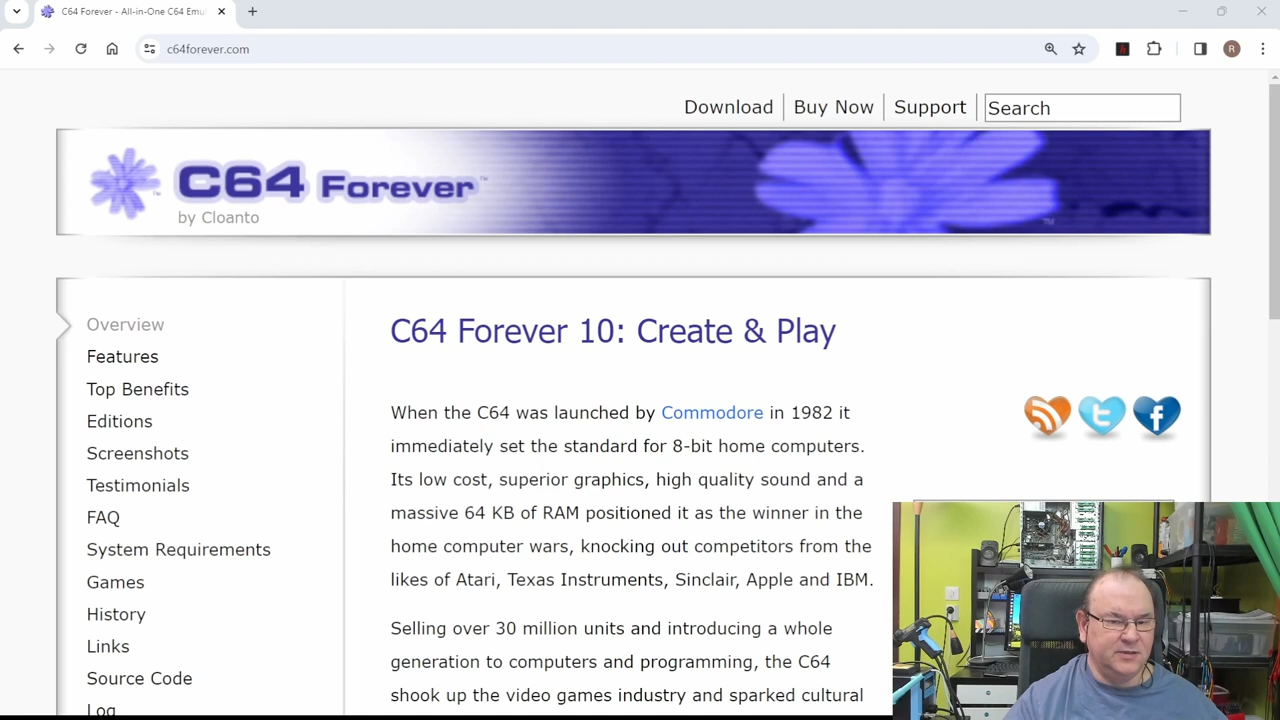 C64 Forever - All-in-One C64 Emu
c64forever.com
R
Download
Buy Now
Support
Search
C64 Forever™
by Cloanto
™
Overview
Features
Top Benefits
Editions
Screenshots
Testimonials
FAQ
System Requirements
Games
History
Links
Source Code
Log
C64 Forever 10: Create & Play
When the C64 was launched by Commodore in 1982 it
immediately set the standard for 8-bit home computers.
Its low cost, superior graphics, high quality sound and a
massive 64 KB of RAM positioned it as the winner in the
home computer wars, knocking out competitors from the
likes of Atari, Texas Instruments, Sinclair, Apple and IBM.
Selling over 30 million units and introducing a whole
generation to computers and programming, the C64
shook up the video games industry and sparked cultural